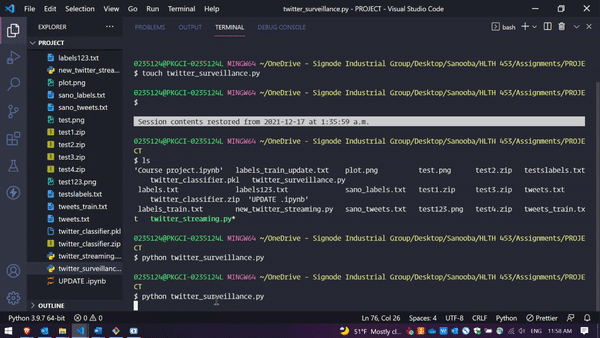 File Edit Selection View Go Run Terminal Help twitter_surveillance.py - PROJECT - Visual Studio Code
EXPLORER ... PROBLEMS OUTPUT TERMINAL DEBUG CONSOLE bash
PROJECT
labels123.txt
new_twitter_strea...
plot.png
sano_labels.txt
sano_tweets.txt
test.png
test1.zip
test2.zip
test3.zip
test4.zip
test123.png
testslabels.txt
tweets_train.txt
tweets.txt
twitter_classifier.pkl
twitter_classifier.zip
twitter_streaming....
twitter_surveillanc...
UPDATE .ipynb
OUTLINE
0235124@PKGCI-0235124L MINGW64 ~/OneDrive - Signode Industrial Group/Desktop/Sanooba/HLTH 453/Assignments/PROJE
CT
$ touch twitter_surveillance.py
0235124@PKGCI-0235124L MINGW64 ~/OneDrive - Signode Industrial Group/Desktop/Sanooba/HLTH 453/Assignments/PROJE
CT
$
Session contents restored from 2021-12-17 at 1:35:59 a.m.
0235124@PKGCI-0235124L MINGW64 ~/OneDrive - Signode Industrial Group/Desktop/Sanooba/HLTH 453/Assignments/PROJE
CT
$ ls
'Course project.ipynb' labels_train_update.txt plot.png test.png test2.zip testslabels.txt
twitter_classifier.pkl twitter_surveillance.py
labels.txt labels123.txt sano_labels.txt test1.zip test3.zip tweets.txt
twitter_classifier.zip 'UPDATE .ipynb'
labels_train.txt new_twitter_streaming.py sano_tweets.txt test123.png test4.zip tweets_train.tx
t twitter_streaming.py*
0235124@PKGCI-0235124L MINGW64 ~/OneDrive - Signode Industrial Group/Desktop/Sanooba/HLTH 453/Assignments/PROJE
CT
$ python twitter_surveillance.py
0235124@PKGCI-0235124L MINGW64 ~/OneDrive - Signode Industrial Group/Desktop/Sanooba/HLTH 453/Assignments/PROJE
CT
$ python twitter_surveillance.py
Python 3.9.7 64-bit 0 0 Ln 76, Col 26 Spaces: 4 UTF-8 CRLF Python Prettier
51°F Mostly cl... ENG 11:58 AM